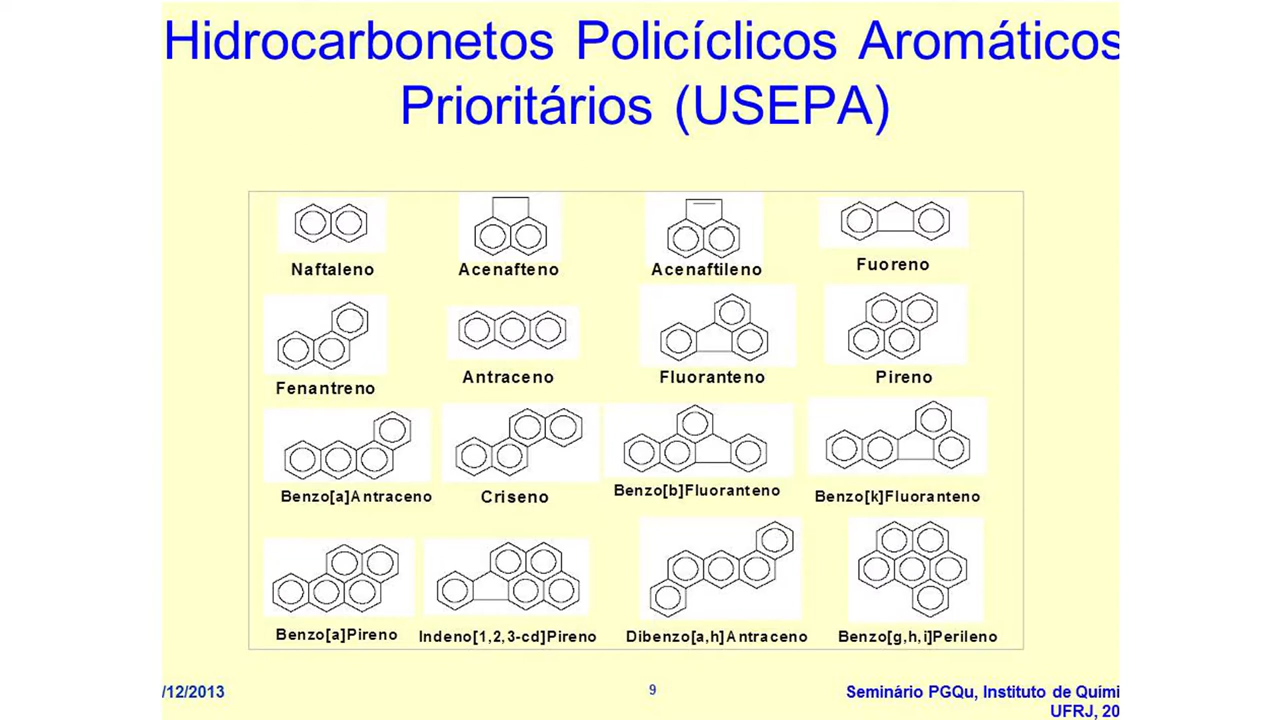 Hidrocarbonetos Policíclicos Aromáticos
Prioritários (USEPA)
Naftaleno
Acenafteno
Acenaftileno
Fuoreno
Fenantreno
Antraceno
Fluoranteno
Pireno
Benzo[a]Antraceno
Criseno
Benzo[b]Fluoranteno
Benzo[k]Fluoranteno
Benzo[a]Pireno
Indeno[1,2,3-cd]Pireno
Dibenzo[a,h]Antraceno
Benzo[g,h,i]Perileno
/12/2013
9
Seminário PGQu, Instituto de Quími
UFRJ, 20